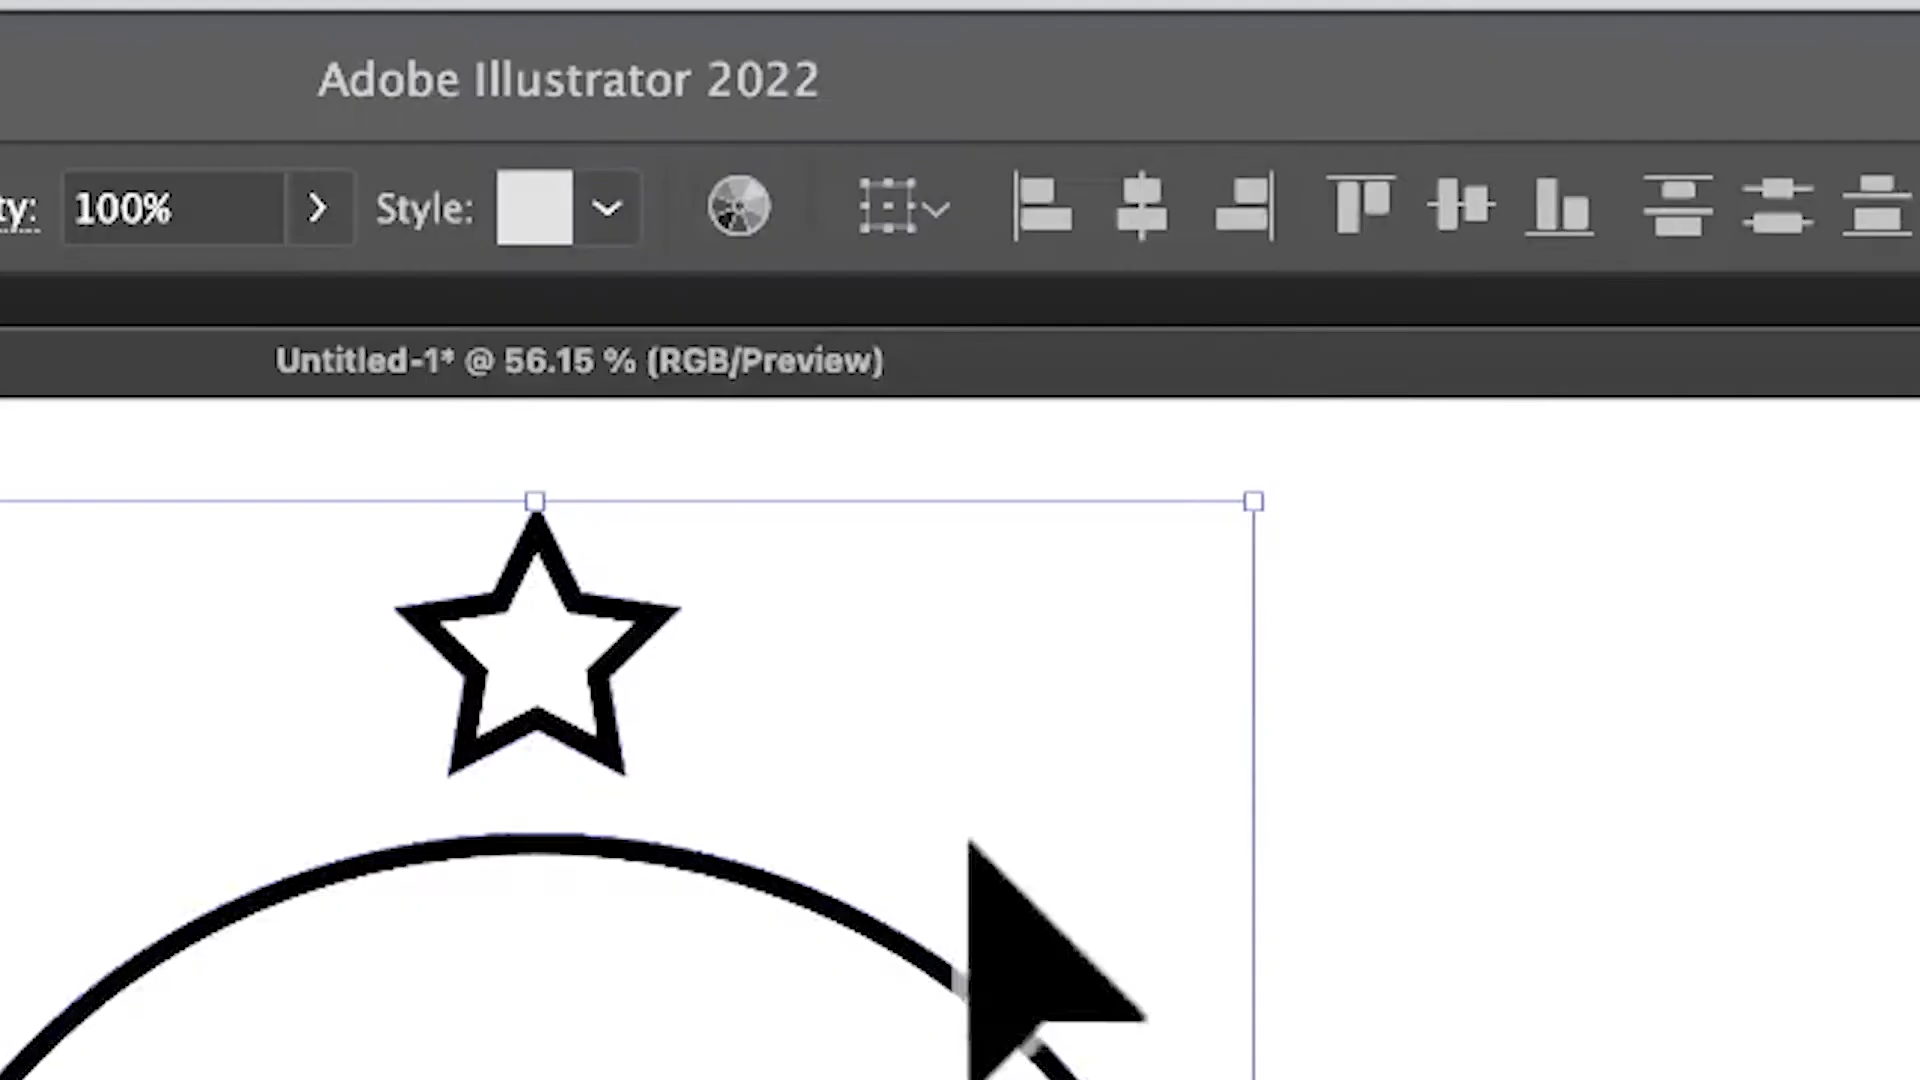 Adobe Illustrator 2022
ty: 100% Style:
Untitled-1* @ 56.15 % (RGB/Preview)